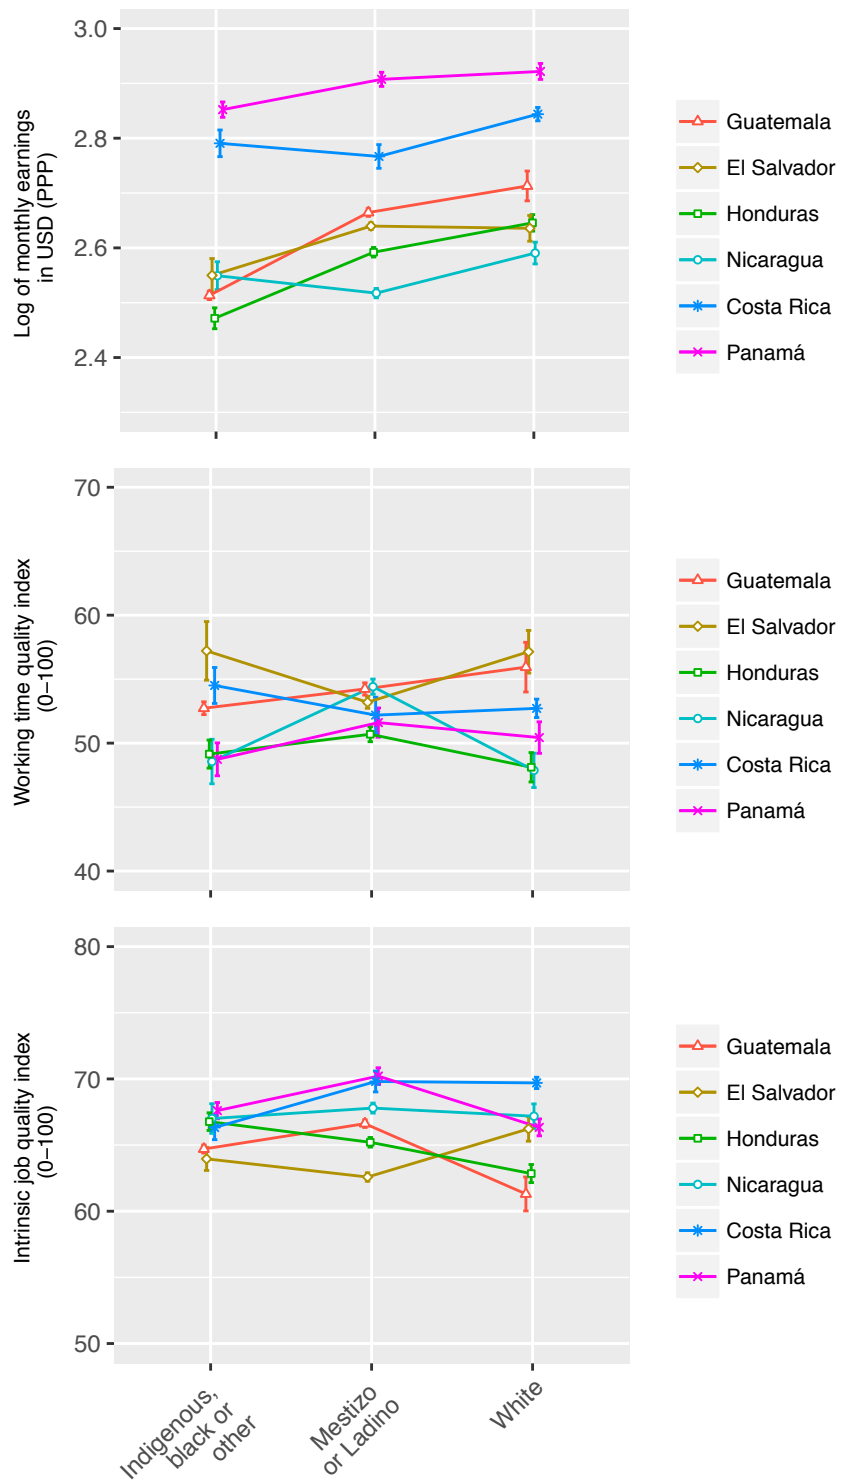 3.0
2.8
2.6
2.4
Log of monthly earnings
in USD (PPP)
Guatemala
El Salvador
Honduras
Nicaragua
Costa Rica
Panamá
70
60
50
40
Working time quality index
(0−100)
Guatemala
El Salvador
Honduras
Nicaragua
Costa Rica
Panamá
80
70
60
50
Intrinsic job quality index
(0−100)
Guatemala
El Salvador
Honduras
Nicaragua
Costa Rica
Panamá
Indigenous,
black or
other
Mestizo
or Ladino
White